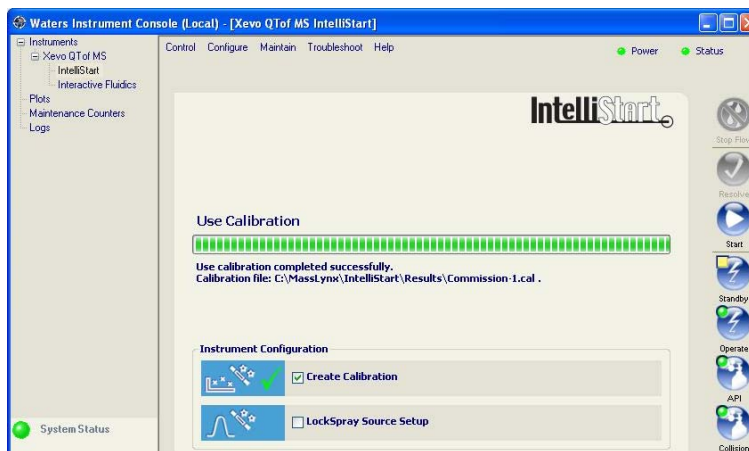 Waters Instrument Console (Local) - [Xevo QTof MS IntelliStart]
Instruments
Xevo QTof MS
IntelliStart
Interactive Fluidics
Plots
Maintenance Counters
Logs
Control Configure Maintain Troubleshoot Help
Power Status
IntelliStart
Stop Flow
Resolve
Start
Standby
Operate
API
Collision
Use Calibration
Use calibration completed successfully.
Calibration file: C:\MassLynx\IntelliStart\Results\Commission-1.cal .
Instrument Configuration
Create Calibration
LockSpray Source Setup
System Status